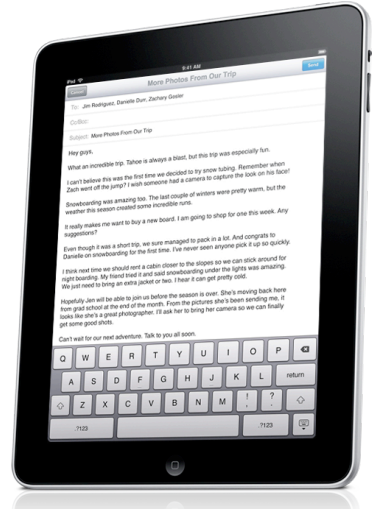 iPad
9:41 AM
Cancel
More Photos From Our Trip
Send
To: Jim Rodriguez, Danielle Durr, Zachary Gesler
Cc/Bcc:
Subject: More Photos From Our Trip
Hey guys,
What an incredible trip. Tahoe is always a blast, but this trip was especially fun.
I can't believe this was the first time we decided to try snow tubing. Remember when
Zach went off the jump? I wish someone had a camera to capture the look on his face!
Snowboarding was amazing too. The last couple of winters were pretty warm, but the
weather this season created some incredible runs.
It really makes me want to buy a new board. I am going to shop for one this week. Any
suggestions?
Even though it was a short trip, we sure managed to pack in a lot. And congrats to
Danielle on snowboarding for the first time. I've never seen anyone pick it up so quickly.
I think next time we should rent a cabin closer to the slopes so we can stick around for
night boarding. My friend tried it and said snowboarding under the lights was amazing.
We just need to bring an extra jacket or two. I hear it can get pretty cold.
Hopefully Jen will be able to join us before the season is over. She's moving back here
from grad school at the end of the month. From the pictures she's been sending me, it
looks like she's a great photographer. I'll ask her to bring her camera so we can finally
get some good shots.
Can't wait for our next adventure. Talk to you all soon.
Q W E R T Y U I O P
A S D F G H J K L return
Z X C V B N M ! , ? .
.?123 .?123